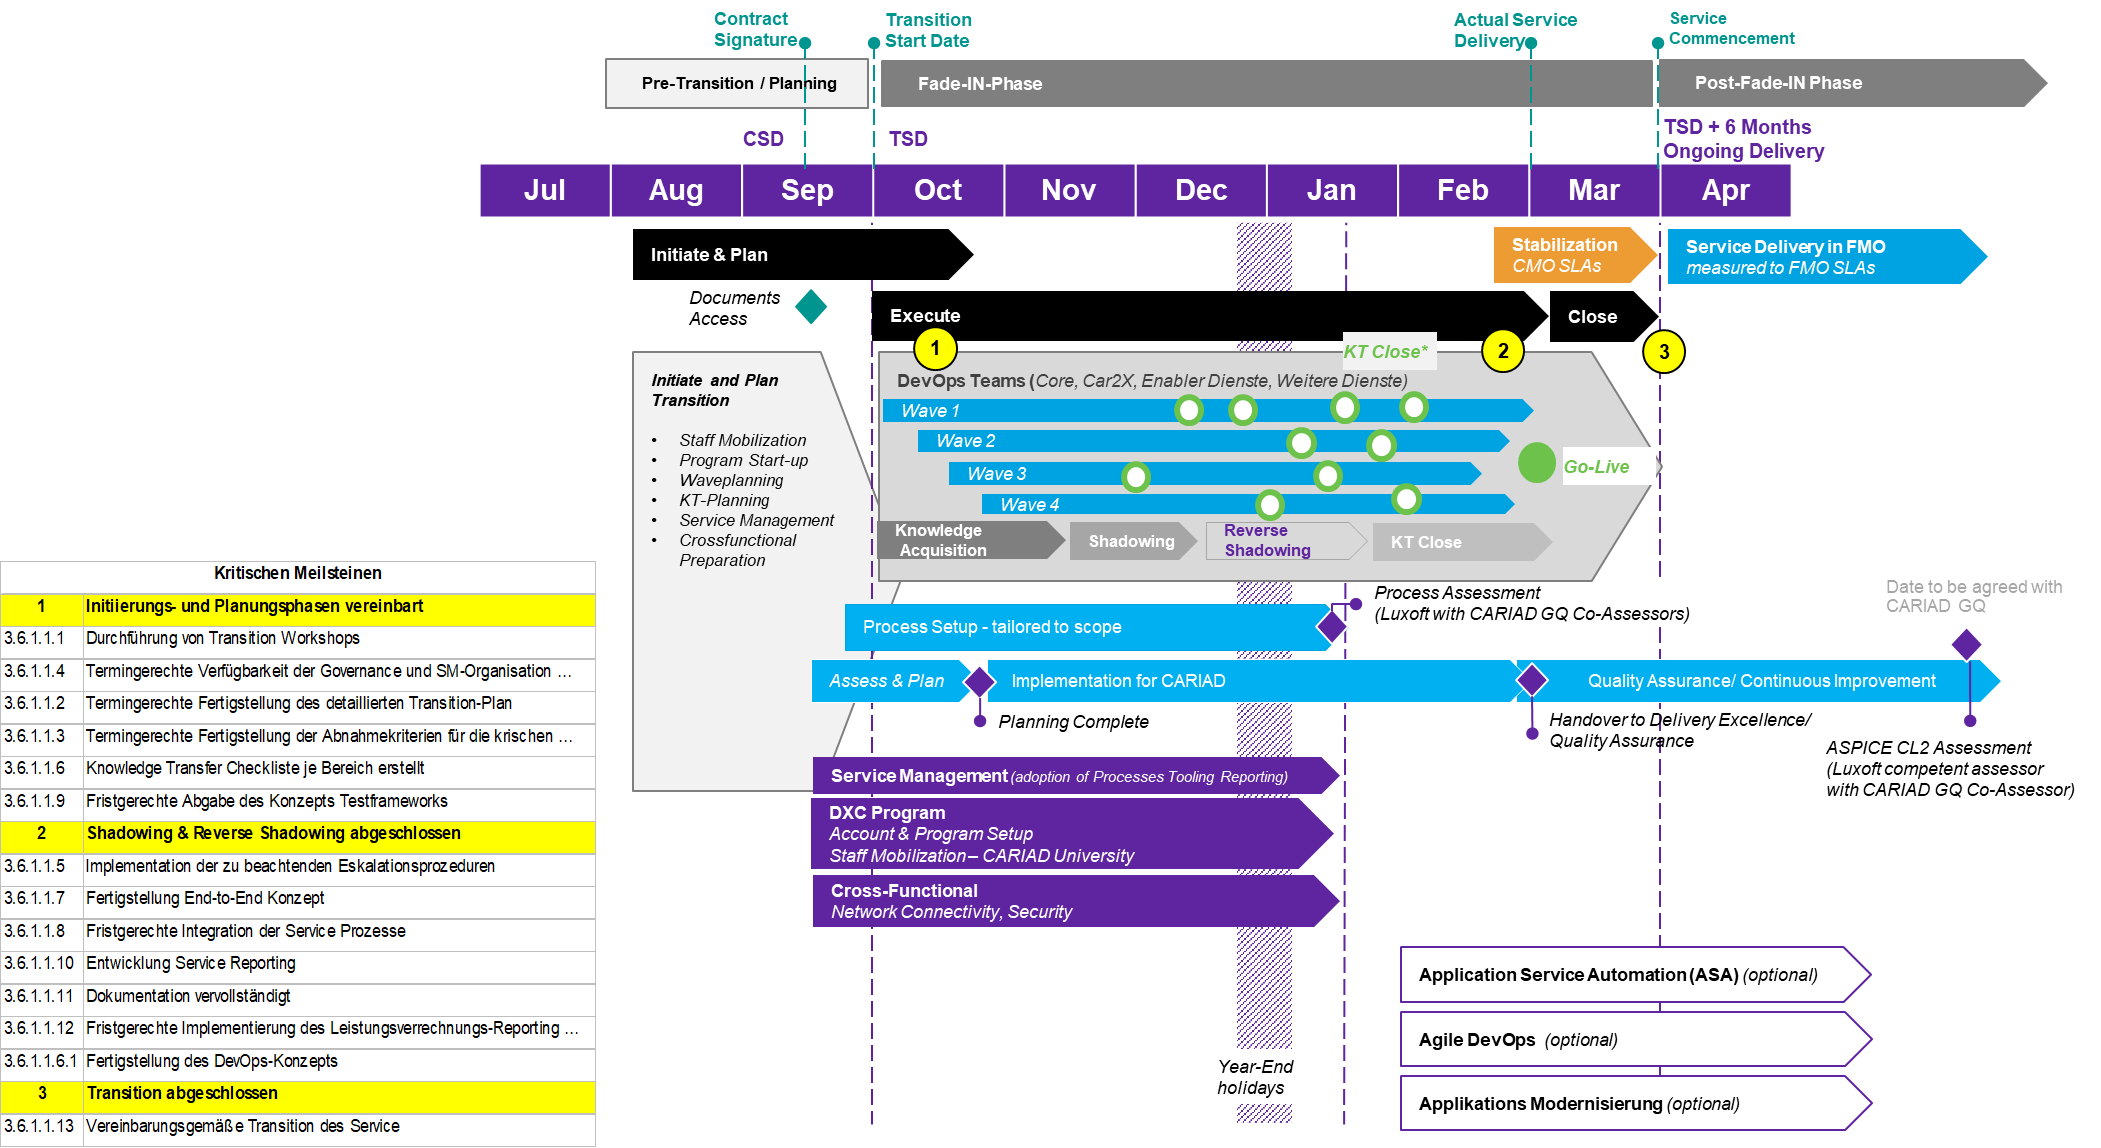 Contract
Signature
Transition
Start Date
Actual Service
Delivery
Service
Commencement
Pre-Transition / Planning
Fade-IN-Phase
Post-Fade-IN Phase
CSD
TSD
TSD + 6 Months
Ongoing Delivery
Jul
Aug
Sep
Oct
Nov
Dec
Jan
Feb
Mar
Apr
Initiate & Plan
Stabilization
CMO SLAs
Service Delivery in FMO
measured to FMO SLAs
Documents
Access
Execute
Close
1
2
3
KT Close*
Initiate and Plan
Transition
• Staff Mobilization
• Program Start-up
• Waveplanning
• KT-Planning
• Service Management
• Crossfunctional
Preparation
DevOps Teams (Core, Car2X, Enabler Dienste, Weitere Dienste)
Wave 1
Wave 2
Wave 3
Wave 4
Go-Live
Knowledge
Acquisition
Shadowing
Reverse
Shadowing
KT Close
Process Setup - tailored to scope
Process Assessment
(Luxoft with CARIAD GQ Co-Assessors)
Date to be agreed with
CARIAD GQ
Assess & Plan
Implementation for CARIAD
Quality Assurance/ Continuous Improvement
Planning Complete
Handover to Delivery Excellence/
Quality Assurance
ASPICE CL2 Assessment
(Luxoft competent assessor
with CARIAD GQ Co-Assessor)
Service Management (adoption of Processes Tooling Reporting)
DXC Program
Account & Program Setup
Staff Mobilization – CARIAD University
Cross-Functional
Network Connectivity, Security
Year-End
holidays
Application Service Automation (ASA) (optional)
Agile DevOps (optional)
Applikations Modernisierung (optional)
Kritischen Meilsteinen
1 Initiierungs- und Planungsphasen vereinbart
3.6.1.1.1 Durchführung von Transition Workshops
3.6.1.1.4 Termingerechte Verfügbarkeit der Governance und SM-Organisation ...
3.6.1.1.2 Termingerechte Fertigstellung des detaillierten Transition-Plan
3.6.1.1.3 Termingerechte Fertigstellung der Abnahmekriterien für die krischen ...
3.6.1.1.6 Knowledge Transfer Checkliste je Bereich erstellt
3.6.1.1.9 Fristgerechte Abgabe des Konzepts Testframeworks
2 Shadowing & Reverse Shadowing abgeschlossen
3.6.1.1.5 Implementation der zu beachtenden Eskalationsprozeduren
3.6.1.1.7 Fertigstellung End-to-End Konzept
3.6.1.1.8 Fristgerechte Integration der Service Prozesse
3.6.1.1.10 Entwicklung Service Reporting
3.6.1.1.11 Dokumentation vervollständigt
3.6.1.1.12 Fristgerechte Implementierung des Leistungsverrechnungs-Reporting ...
3.6.1.1.6.1 Fertigstellung des DevOps-Konzepts
3 Transition abgeschlossen
3.6.1.1.13 Vereinbarungsgemäße Transition des Service